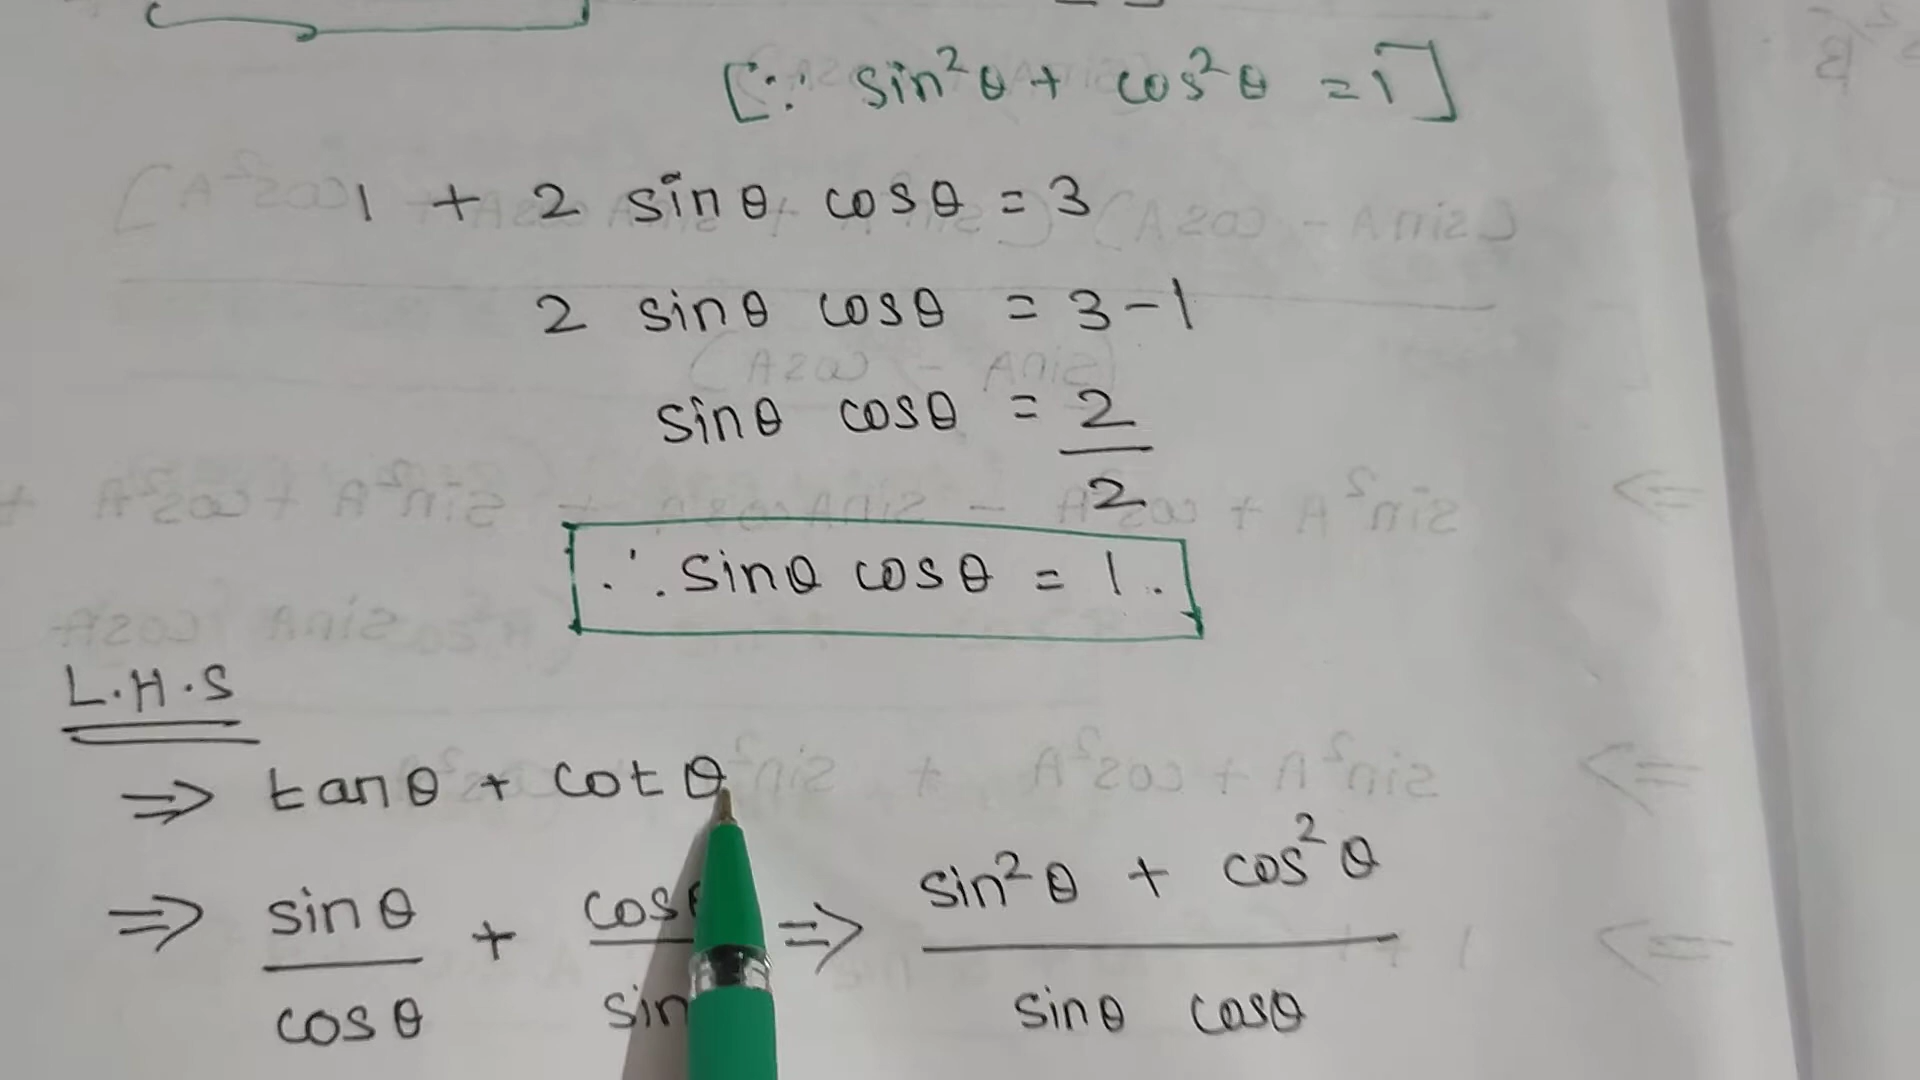 [∵ sin²θ + cos²θ = 1]
1 + 2 sinθ cosθ = 3
2 sinθ cosθ = 3 - 1
sinθ cosθ = 2/2
∴ sinθ cosθ = 1.
L.H.S
⇒ tanθ + cotθ
⇒ sinθ/cosθ + cosθ/sin ⇒ sin²θ + cos²θ / sinθ cosθ